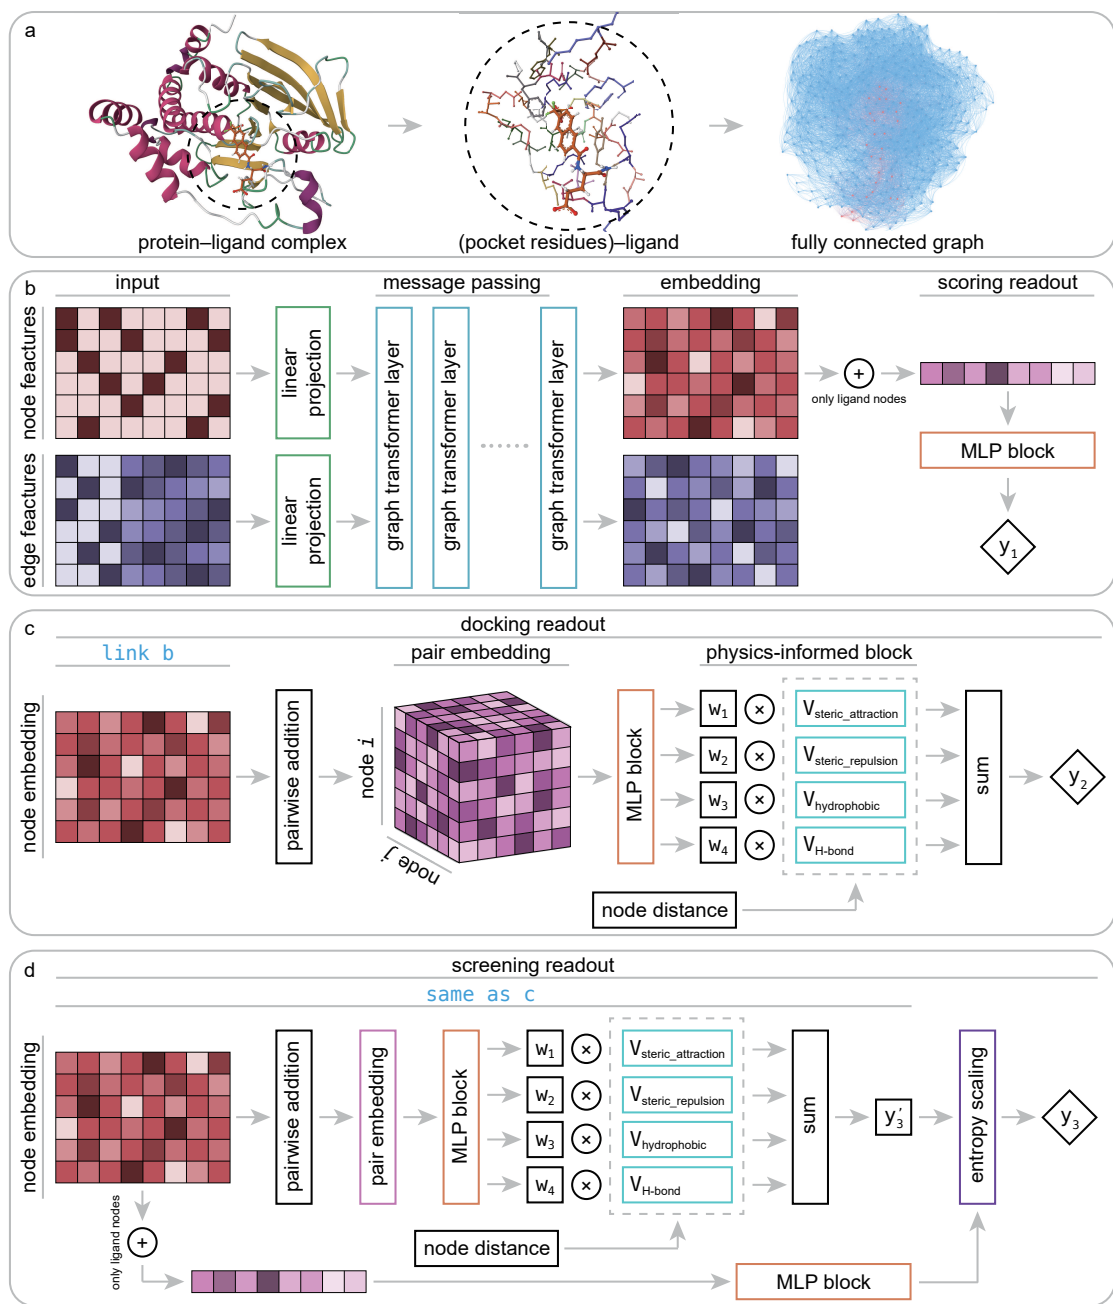 a
protein–ligand complex
(pocket residues)–ligand
fully connected graph
b
input
message passing
embedding
scoring readout
node feactures
edge feactures
linear
projection
linear
projection
graph transformer layer
graph transformer layer
......
graph transformer layer
+
only ligand nodes
MLP block
y1
c
docking readout
link b
pair embedding
physics-informed block
node embedding
pairwise addition
node i
node j
MLP block
w1
×
Vsteric_attraction
w2
×
Vsteric_repulsion
w3
×
Vhydrophobic
w4
×
VH-bond
sum
y2
node distance
d
screening readout
same as c
node embedding
pairwise addition
pair embedding
MLP block
w1
×
Vsteric_attraction
w2
×
Vsteric_repulsion
w3
×
Vhydrophobic
w4
×
VH-bond
sum
y3′
entropy scaling
y3
only ligand nodes
+
node distance
MLP block